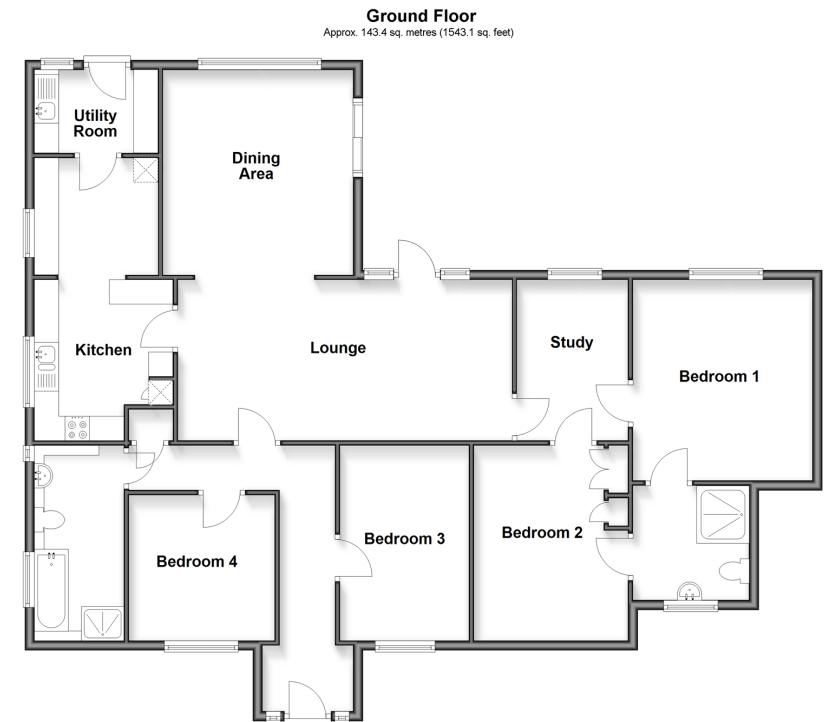 Ground Floor
Approx. 143.4 sq. metres (1543.1 sq. feet)
Utility
Room
Dining
Area
Kitchen
Lounge
Study
Bedroom 1
Bedroom 2
Bedroom 3
Bedroom 4